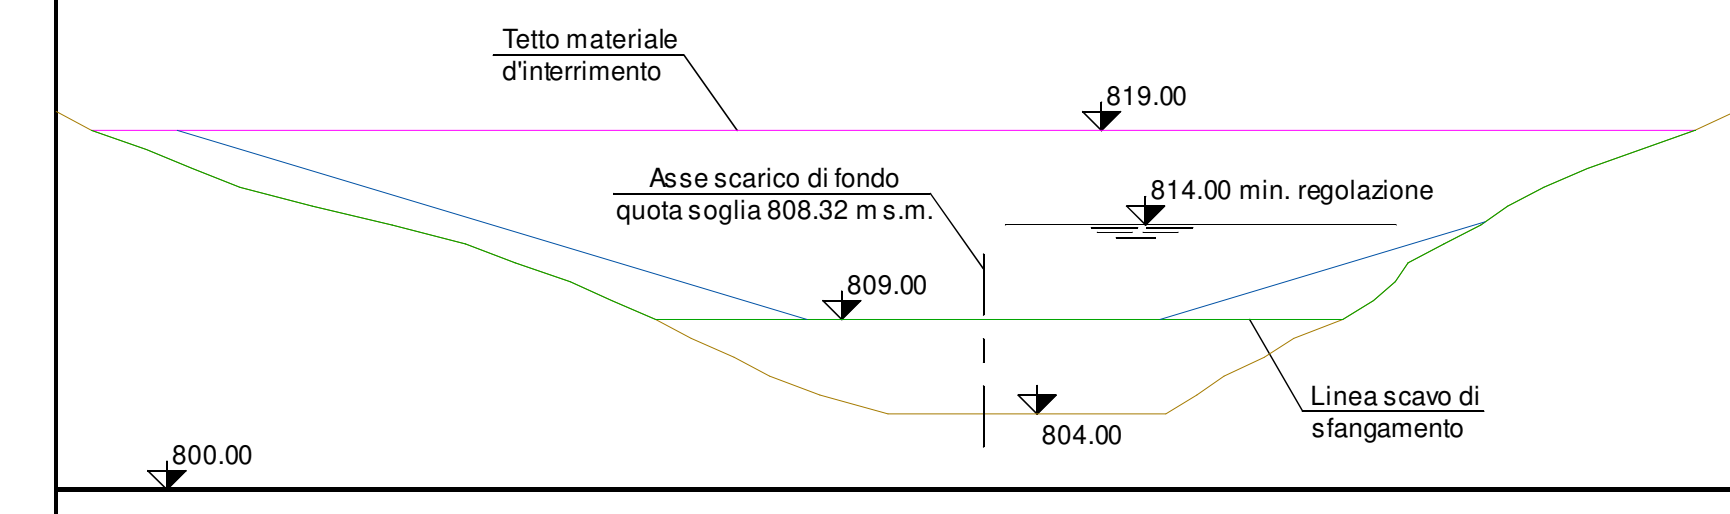 Tetto materiale
d'interrimento
819.00
Asse scarico di fondo
quota soglia 808.32 m s.m.
814.00 min. regolazione
809.00
Linea scavo di
sfangamento
804.00
800.00